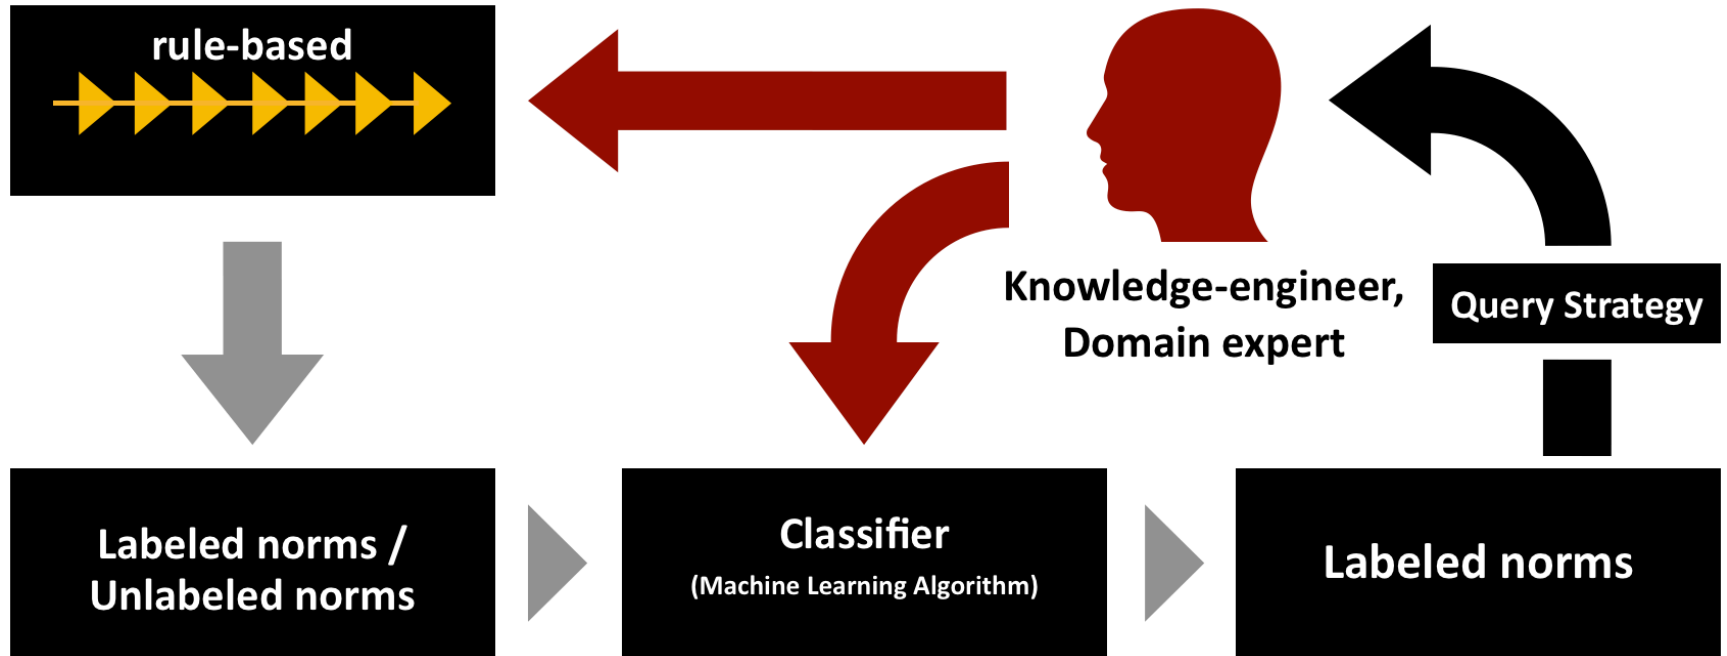 rule-based
Knowledge-engineer,
Domain expert
Query Strategy
Labeled norms /
Unlabeled norms
Classifier
(Machine Learning Algorithm)
Labeled norms